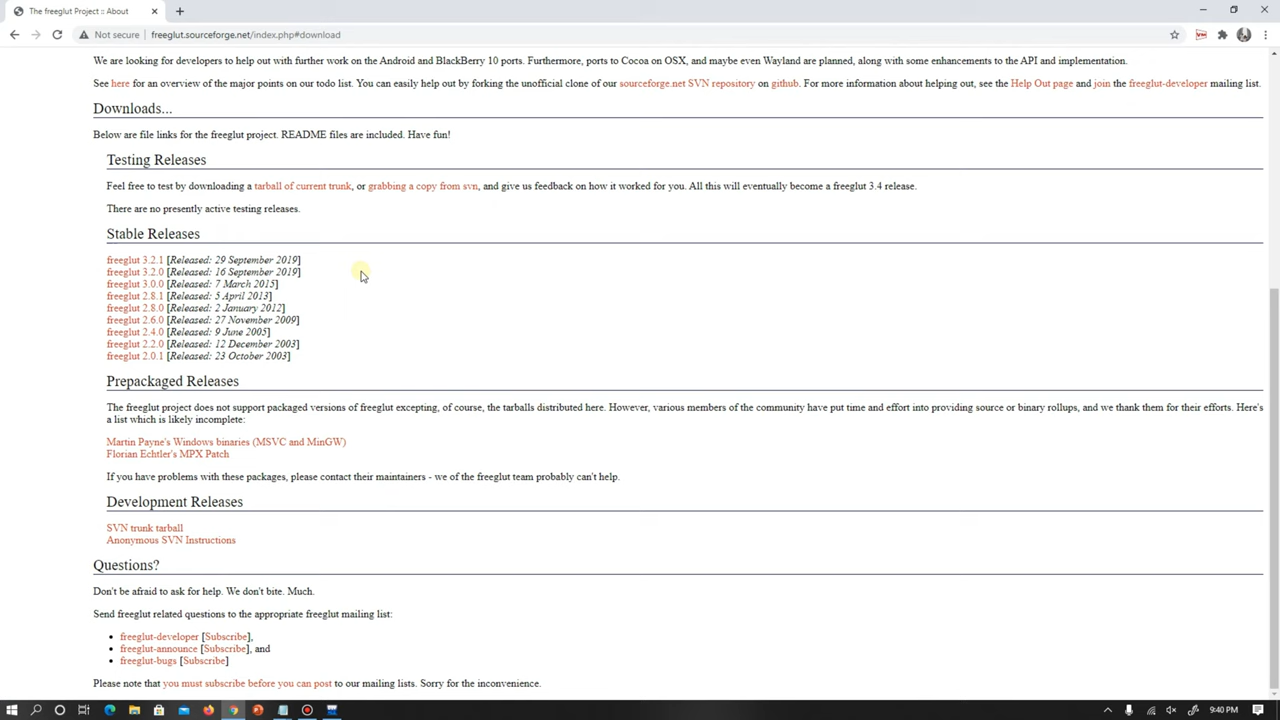 The freeglut Project :: About
Not secure
freeglut.sourceforge.net/index.php#download
We are looking for developers to help out with further work on the Android and BlackBerry 10 ports. Furthermore, ports to Cocoa on OSX, and maybe even Wayland are planned, along with some enhancements to the API and implementation.
See here for an overview of the major points on our todo list. You can easily help out by forking the unofficial clone of our sourceforge.net SVN repository on github. For more information about helping out, see the Help Out page and join the freeglut-developer mailing list.
Downloads...
Below are file links for the freeglut project. README files are included. Have fun!
Testing Releases
Feel free to test by downloading a tarball of current trunk, or grabbing a copy from svn, and give us feedback on how it worked for you. All this will eventually become a freeglut 3.4 release.
There are no presently active testing releases.
Stable Releases
freeglut 3.2.1 [Released: 29 September 2019]
freeglut 3.2.0 [Released: 16 September 2019]
freeglut 3.0.0 [Released: 7 March 2015]
freeglut 2.8.1 [Released: 5 April 2013]
freeglut 2.8.0 [Released: 2 January 2012]
freeglut 2.6.0 [Released: 27 November 2009]
freeglut 2.4.0 [Released: 9 June 2005]
freeglut 2.2.0 [Released: 12 December 2003]
freeglut 2.0.1 [Released: 23 October 2003]
Prepackaged Releases
The freeglut project does not support packaged versions of freeglut excepting, of course, the tarballs distributed here. However, various members of the community have put time and effort into providing source or binary rollups, and we thank them for their efforts. Here's
a list which is likely incomplete:
Martin Payne's Windows binaries (MSVC and MinGW)
Florian Echtler's MPX Patch
If you have problems with these packages, please contact their maintainers - we of the freeglut team probably can't help.
Development Releases
SVN trunk tarball
Anonymous SVN Instructions
Questions?
Don't be afraid to ask for help. We don't bite. Much.
Send freeglut related questions to the appropriate freeglut mailing list:
freeglut-developer [Subscribe],
freeglut-announce [Subscribe], and
freeglut-bugs [Subscribe]
Please note that you must subscribe before you can post to our mailing lists. Sorry for the inconvenience.
9:40 PM